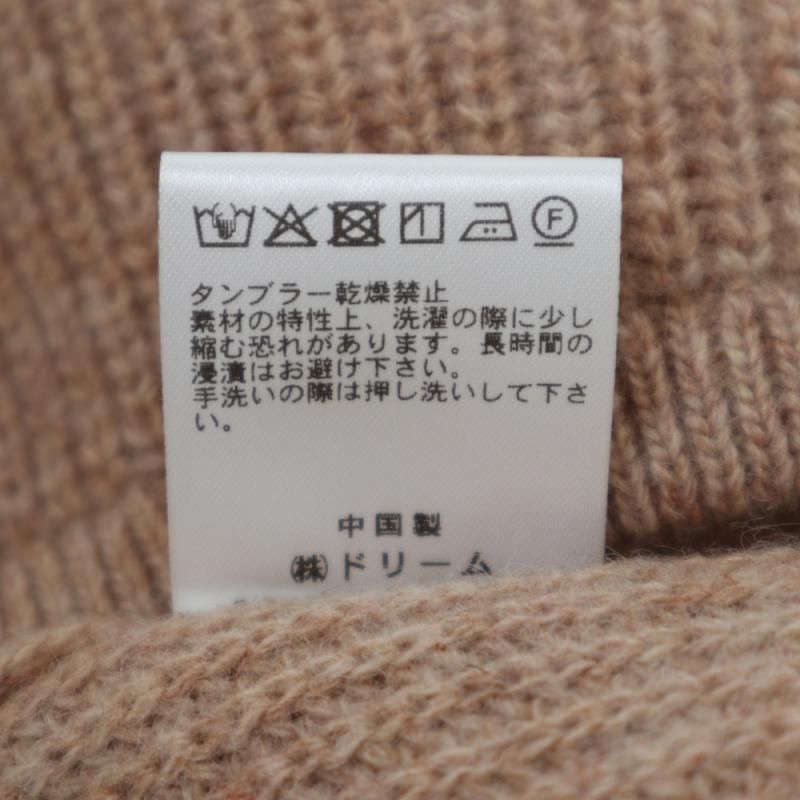 F
タンブラー乾燥禁止
素材の特性上、洗濯の際に少し
縮む恐れがあります。長時間の
浸漬はお避け下さい。
手洗いの際は押し洗いして下さ
い。
中国製
㈱ドリーム